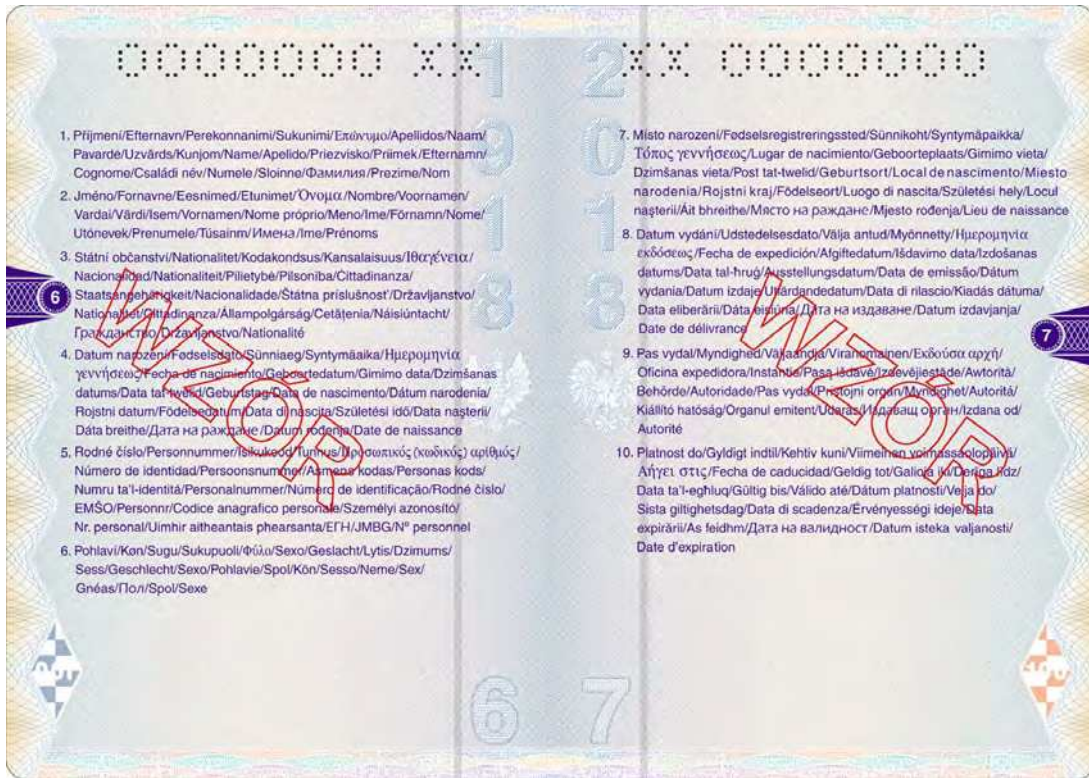 0000000 XX
XX 0000000
1918
2018
1. Příjmení/Efternavn/Perekonnanimi/Sukunimi/Επώνυμο/Apellidos/Naam/
Pavardė/Uzvārds/Kunjom/Name/Apelido/Priezvisko/Priimek/Efternamn/
Cognome/Családi név/Numele/Sloinne/Фамилия/Prezime/Nom
2. Jméno/Fornavne/Eesnimed/Etunimet/Όνομα/Nombre/Voornamen/
Vardai/Vārdi/Isem/Vornamen/Nome próprio/Meno/Ime/Förnamn/Nome/
Utónevek/Prenumele/Túsainm/Имена/Ime/Prénoms
3. Státní občanství/Nationalitet/Kodakondsus/Kansalaisuus/Ιθαγένεια/
Nacionalidad/Nationaliteit/Pilietybė/Pilsonība/Ċittadinanza/
Staatsangehörigkeit/Nacionalidade/Štátna príslušnosť/Državljanstvo/
Nationalitet/Cittadinanza/Állampolgárság/Cetăţenia/Náisiúntacht/
Гражданство/Državljanstvo/Nationalité
4. Datum narození/Fødselsdato/Sünniaeg/Syntymäaika/Ημερομηνία
γεννήσεως/Fecha de nacimiento/Geboortedatum/Gimimo data/Dzimšanas
datums/Data tat-twelid/Geburtstag/Data de nascimento/Dátum narodenia/
Rojstni datum/Födelsedatum/Data di nascita/Születési idő/Data naşterii/
Dáta breithe/Дата на раждане/Datum rođenja/Date de naissance
5. Rodné číslo/Personnummer/Isikukood/Tunnus/Προσωπικός (κωδικός) αριθμός/
Número de identidad/Persoonsnummer/Asmens kodas/Personas kods/
Numru ta'l-identità/Personalnummer/Número de identificação/Rodné číslo/
EMŠO/Personnr/Codice anagrafico personale/Személyi azonosító/
Nr. personal/Uimhir aitheantais phearsanta/ЕГН/JMBG/N° personnel
6. Pohlaví/Køn/Sugu/Sukupuoli/Φύλο/Sexo/Geslacht/Lytis/Dzimums/
Sess/Geschlecht/Sexo/Pohlavie/Spol/Kön/Sesso/Neme/Sex/
Gnéas/Пол/Spol/Sexe
WZÓR
6
6
7. Místo narození/Fødselsregistreringssted/Sünnikoht/Syntymäpaikka/
Τόπος γεννήσεως/Lugar de nacimiento/Geboorteplaats/Gimimo vieta/
Dzimšanas vieta/Post tat-twelid/Geburtsort/Local de nascimento/Miesto
narodenia/Rojstni kraj/Födelseort/Luogo di nascita/Születési hely/Locul
naşterii/Áit bhreithe/Място на раждане/Mjesto rođenja/Lieu de naissance
8. Datum vydání/Udstedelsesdato/Välja antud/Myönnetty/Ημερομηνία
εκδόσεως/Fecha de expedición/Afgiftedatum/Išdavimo data/Izdošanas
datums/Data tal-ħruġ/Ausstellungsdatum/Data de emissão/Dátum
vydania/Datum izdaje/Utfärdandedatum/Data di rilascio/Kiadás dátuma/
Data eliberării/Dáta eisiúna/Дата на издаване/Datum izdavjanja/
Date de délivrance
9. Pas vydal/Myndighed/Väljaandja/Viranomainen/Εκδούσα αρχή/
Oficina expedidora/Instantie/Pasą išdavė/Izdevējiestāde/Awtorità/
Behörde/Autoridade/Pas vydal/Pristojni organ/Myndighet/Autorità/
Kiállító hatóság/Organul emitent/Údarás/Издаващ орган/Izdana od/
Autorité
10. Platnost do/Gyldigt indtil/Kehtiv kuni/Viimeinen voimassaolopäivä/
Λήγει στις/Fecha de caducidad/Geldig tot/Galioja iki/Derīga līdz/
Data ta'l-egħluq/Gültig bis/Válido até/Dátum platnosti/Velja do/
Sista giltighetsdag/Data di scadenza/Érvényességi ideje/Data
expirării/As feidhm/Дата на валидност/Datum isteka valjanosti/
Date d'expiration
WZÓR
7
7